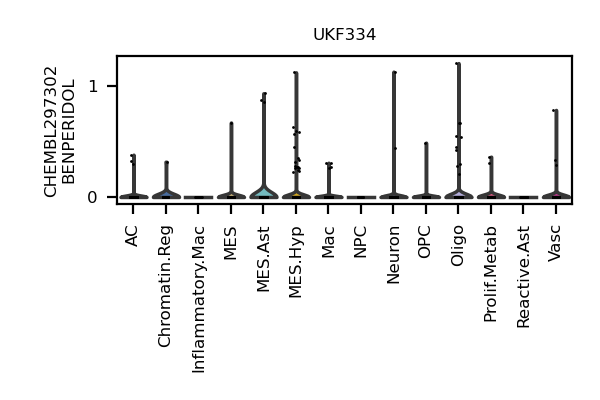 UKF334
CHEMBL297302
BENPERIDOL
1
0
AC
Chromatin.Reg
Inflammatory.Mac
MES
MES.Ast
MES.Hyp
Mac
NPC
Neuron
OPC
Oligo
Prolif.Metab
Reactive.Ast
Vasc